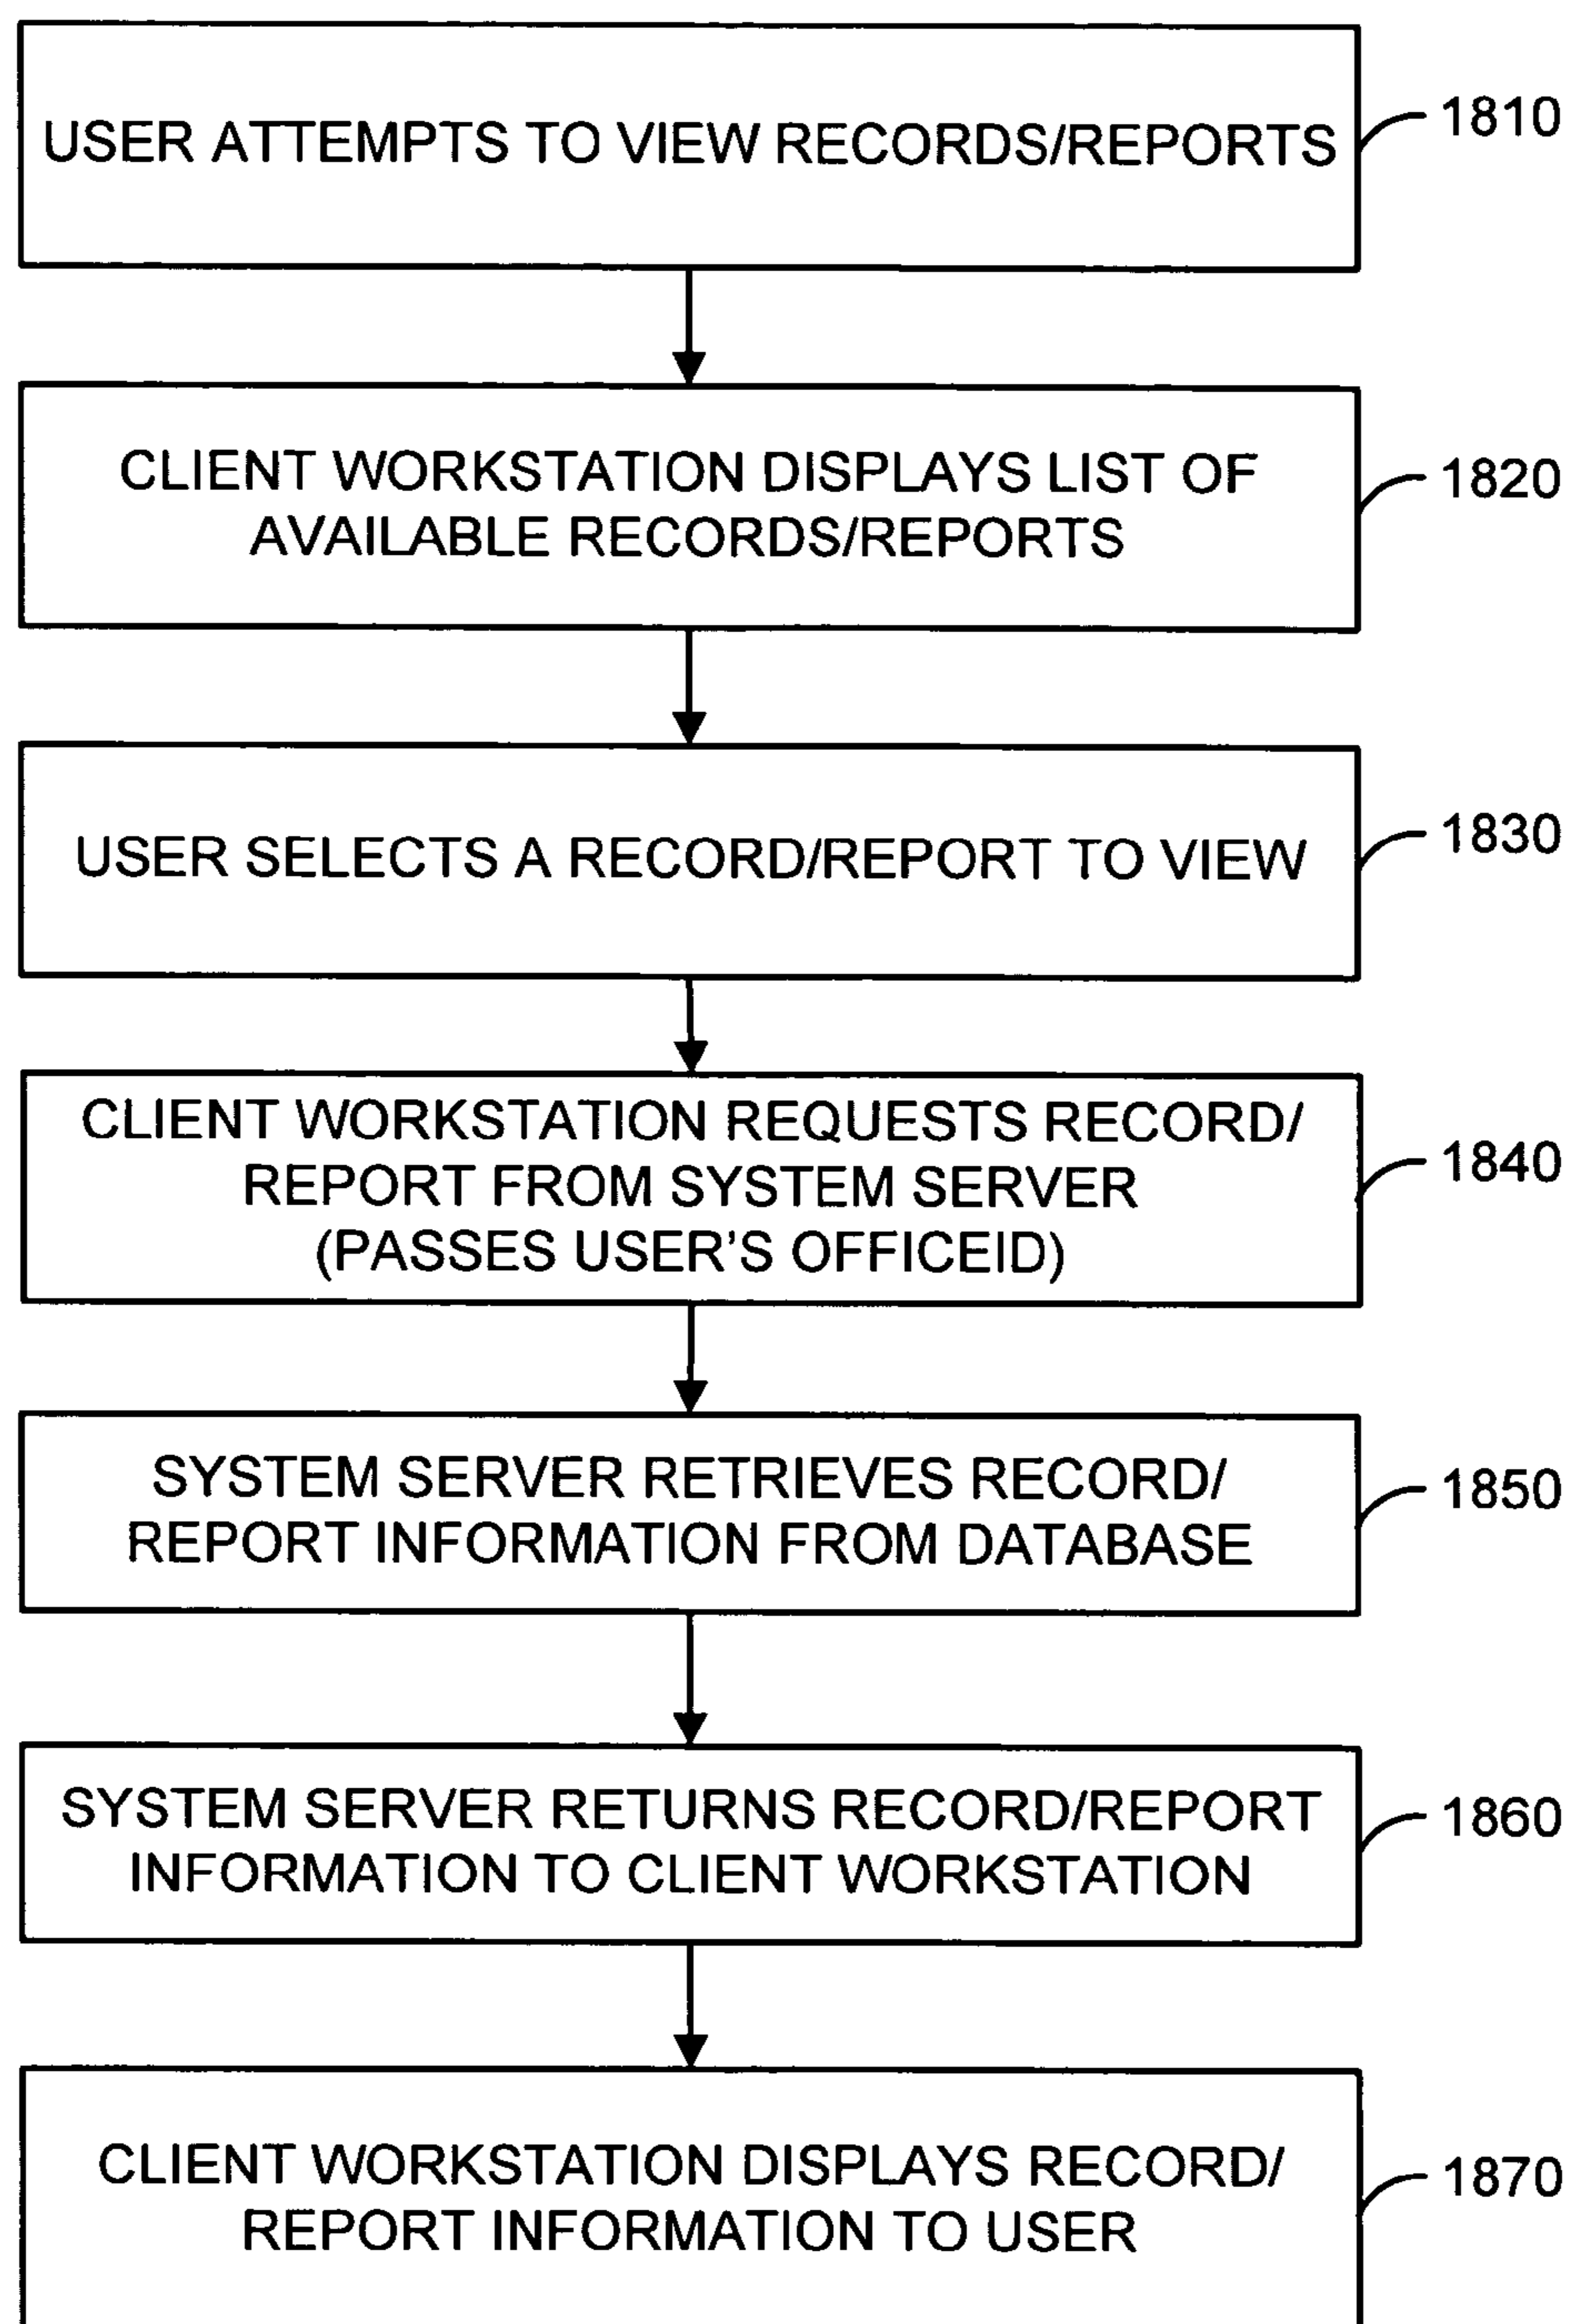 USER ATTEMPTS TO VIEW RECORDS/REPORTS
1810
CLIENT WORKSTATION DISPLAYS LIST OF
AVAILABLE RECORDS/REPORTS
1820
USER SELECTS A RECORD/REPORT TO VIEW
1830
CLIENT WORKSTATION REQUESTS RECORD/
REPORT FROM SYSTEM SERVER
(PASSES USER'S OFFICEID)
1840
SYSTEM SERVER RETRIEVES RECORD/
REPORT INFORMATION FROM DATABASE
1850
SYSTEM SERVER RETURNS RECORD/REPORT
INFORMATION TO CLIENT WORKSTATION
1860
CLIENT WORKSTATION DISPLAYS RECORD/
REPORT INFORMATION TO USER
1870